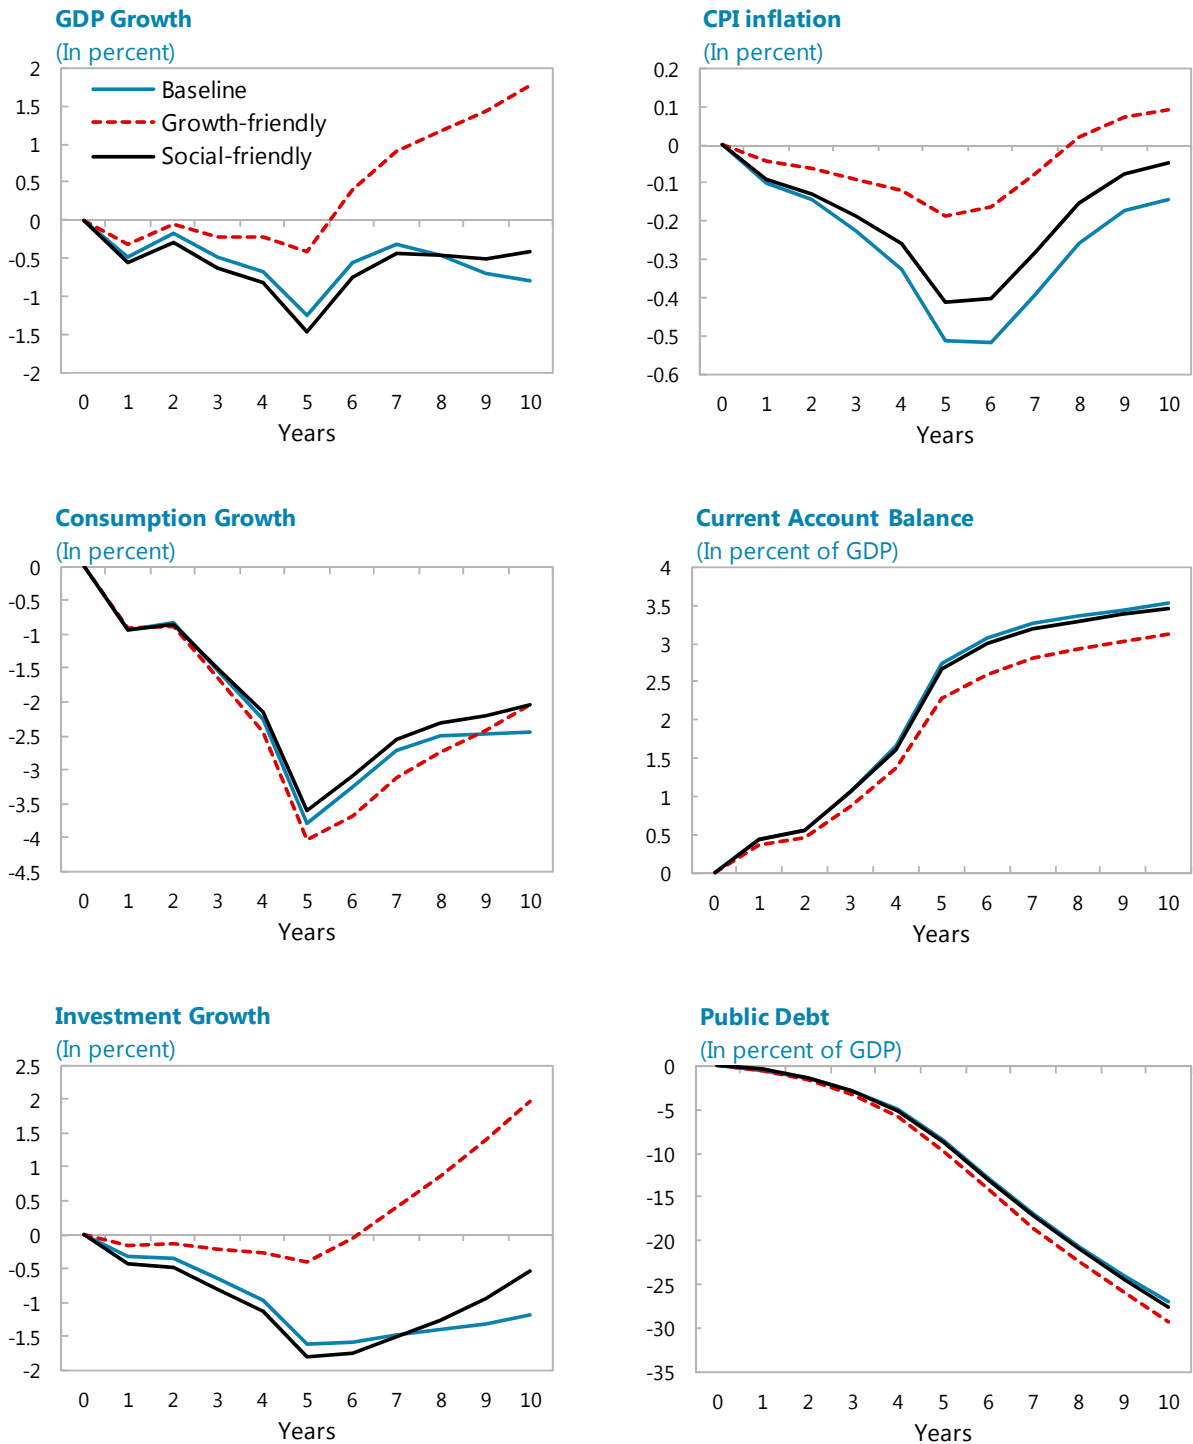 GDP Growth
(In percent)
2
1.5
1
0.5
0
-0.5
-1
-1.5
-2
Baseline
Growth-friendly
Social-friendly
0 1 2 3 4 5 6 7 8 9 10
Years
CPI inflation
(In percent)
0.2
0.1
0
-0.1
-0.2
-0.3
-0.4
-0.5
-0.6
0 1 2 3 4 5 6 7 8 9 10
Years
Consumption Growth
(In percent)
0
-0.5
-1
-1.5
-2
-2.5
-3
-3.5
-4
-4.5
0 1 2 3 4 5 6 7 8 9 10
Years
Current Account Balance
(In percent of GDP)
4
3.5
3
2.5
2
1.5
1
0.5
0
0 1 2 3 4 5 6 7 8 9 10
Years
Investment Growth
(In percent)
2.5
2
1.5
1
0.5
0
-0.5
-1
-1.5
-2
0 1 2 3 4 5 6 7 8 9 10
Years
Public Debt
(In percent of GDP)
0
-5
-10
-15
-20
-25
-30
-35
0 1 2 3 4 5 6 7 8 9 10
Years